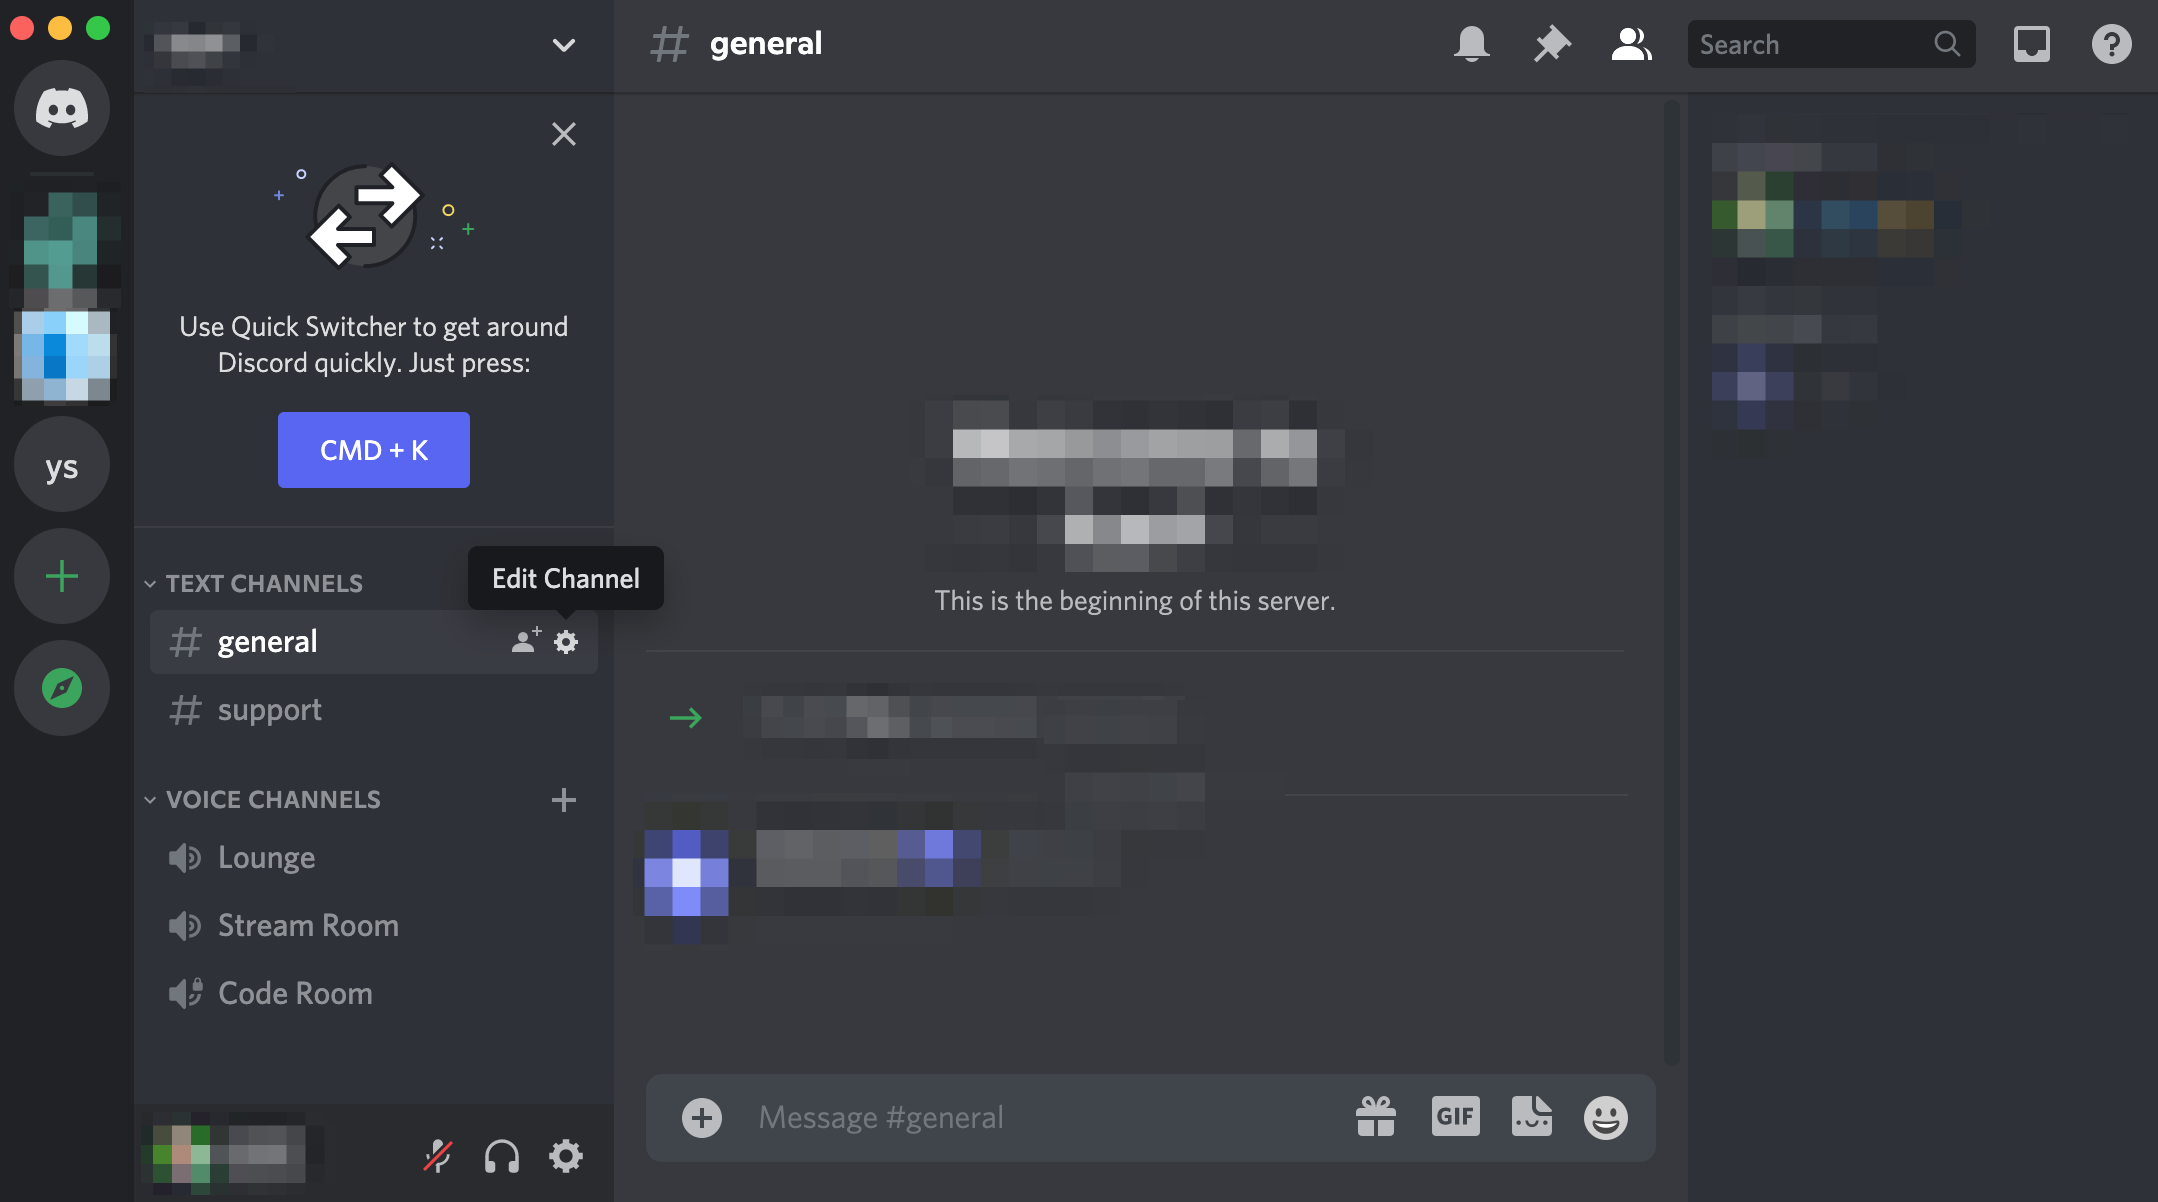 general
Search
Use Quick Switcher to get around
Discord quickly. Just press:
CMD + K
ys
TEXT CHANNELS
Edit Channel
general
support
VOICE CHANNELS
Lounge
Stream Room
Code Room
This is the beginning of this server.
Message #general
GIF